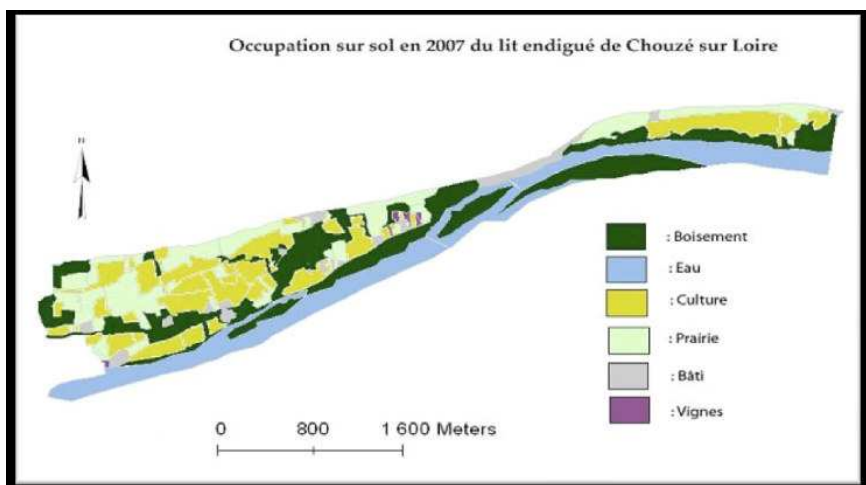 Occupation sur sol en 2007 du lit endigué de Chouzé sur Loire
N
: Boisement
: Eau
: Culture
: Prairie
: Bâti
: Vignes
0 800 1 600 Meters